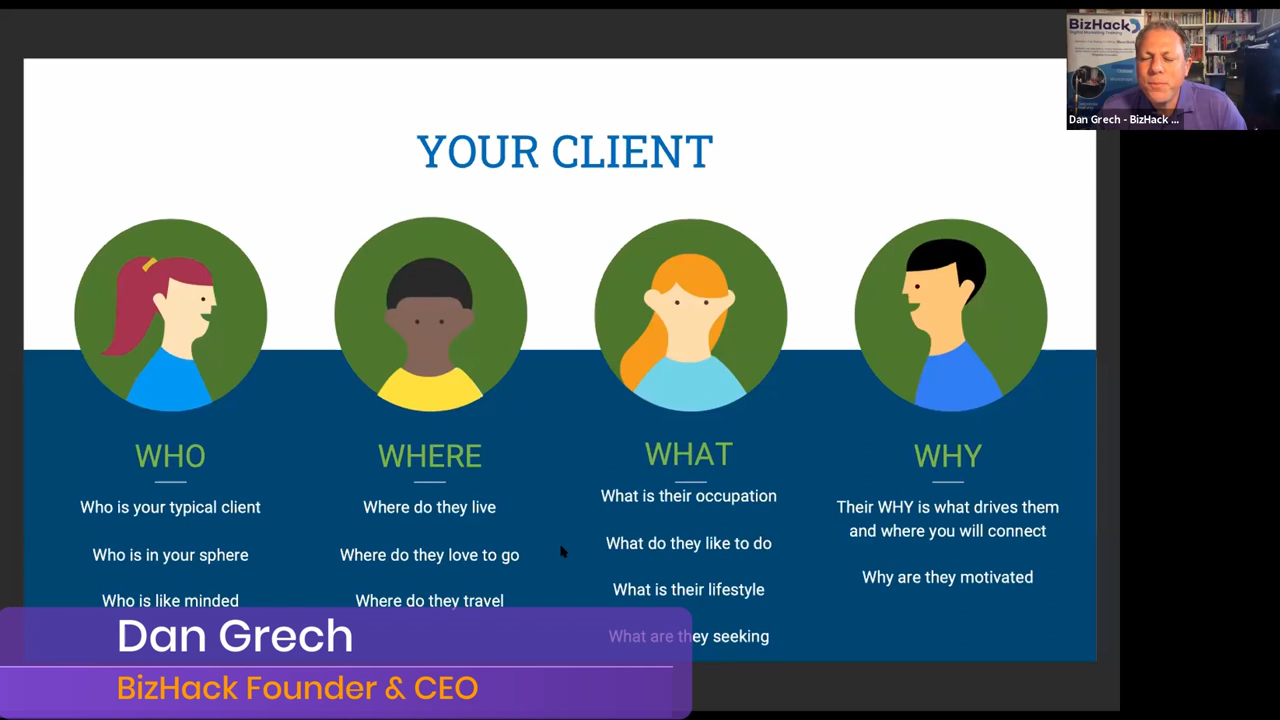 YOUR CLIENT
WHO
Who is your typical client
Who is in your sphere
Who is like minded
WHERE
Where do they live
Where do they love to go
Where do they travel
WHAT
What is their occupation
What do they like to do
What is their lifestyle
What are they seeking
WHY
Their WHY is what drives them
and where you will connect
Why are they motivated
BizHack
Digital Marketing Training
Dan Grech - BizHack ...
Dan Grech
BizHack Founder & CEO